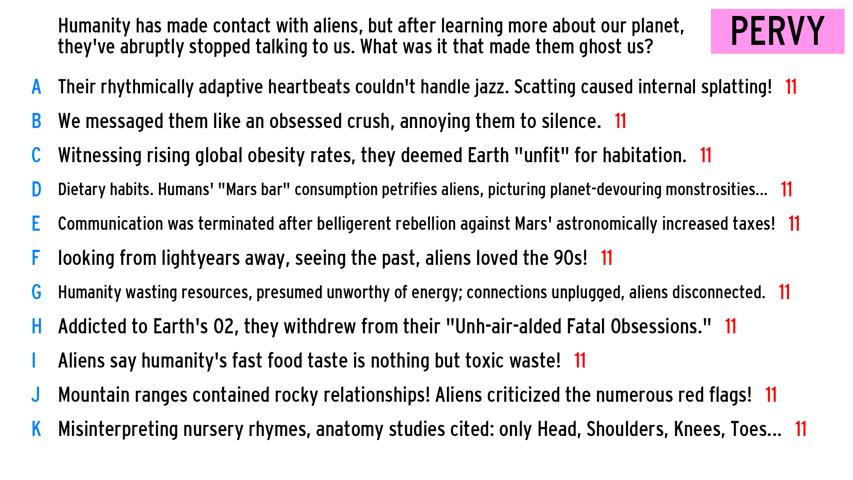 Humanity has made contact with aliens, but after learning more about our planet,
they've abruptly stopped talking to us. What was it that made them ghost us?
PERVY
A Their rhythmically adaptive heartbeats couldn't handle jazz. Scatting caused internal splatting! 11
B We messaged them like an obsessed crush, annoying them to silence. 11
C Witnessing rising global obesity rates, they deemed Earth "unfit" for habitation. 11
D Dietary habits. Humans' "Mars bar" consumption petrifies aliens, picturing planet-devouring monstrosities... 11
E Communication was terminated after belligerent rebellion against Mars' astronomically increased taxes! 11
F looking from lightyears away, seeing the past, aliens loved the 90s! 11
G Humanity wasting resources, presumed unworthy of energy; connections unplugged, aliens disconnected. 11
H Addicted to Earth's O2, they withdrew from their "Unh-air-alded Fatal Obsessions." 11
I Aliens say humanity's fast food taste is nothing but toxic waste! 11
J Mountain ranges contained rocky relationships! Aliens criticized the numerous red flags! 11
K Misinterpreting nursery rhymes, anatomy studies cited: only Head, Shoulders, Knees, Toes... 11